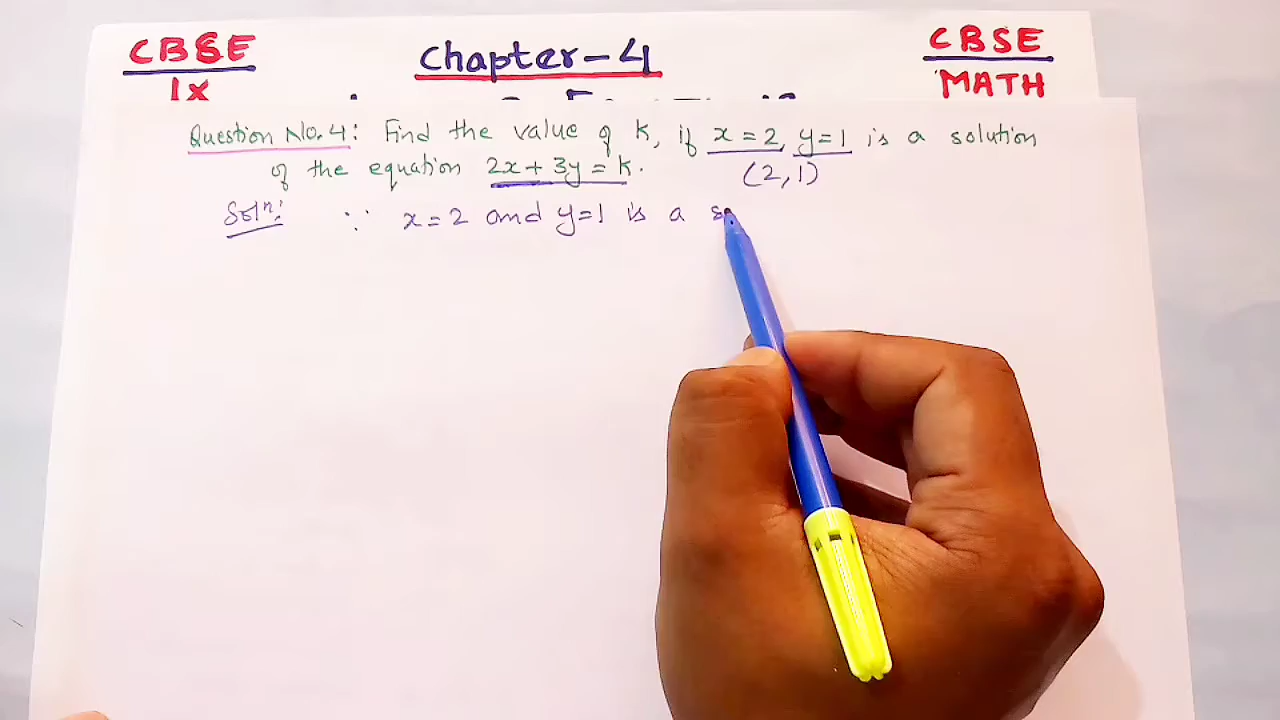 CBSE
IX
Chapter-4
CBSE
MATH
Question No.4: Find the value of k, if x=2, y=1 is a solution
of the equation 2x+3y=k.
(2,1)
Soln: ∵ x=2 and y=1 is a s